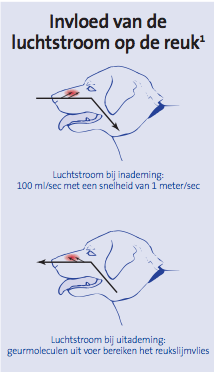 Invloed van de
luchtstroom op de reuk¹
Luchtstroom bij inademing:
100 ml/sec met een snelheid van 1 meter/sec
Luchtstroom bij uitademing:
geurmoleculen uit voer bereiken het reukslijmvlies